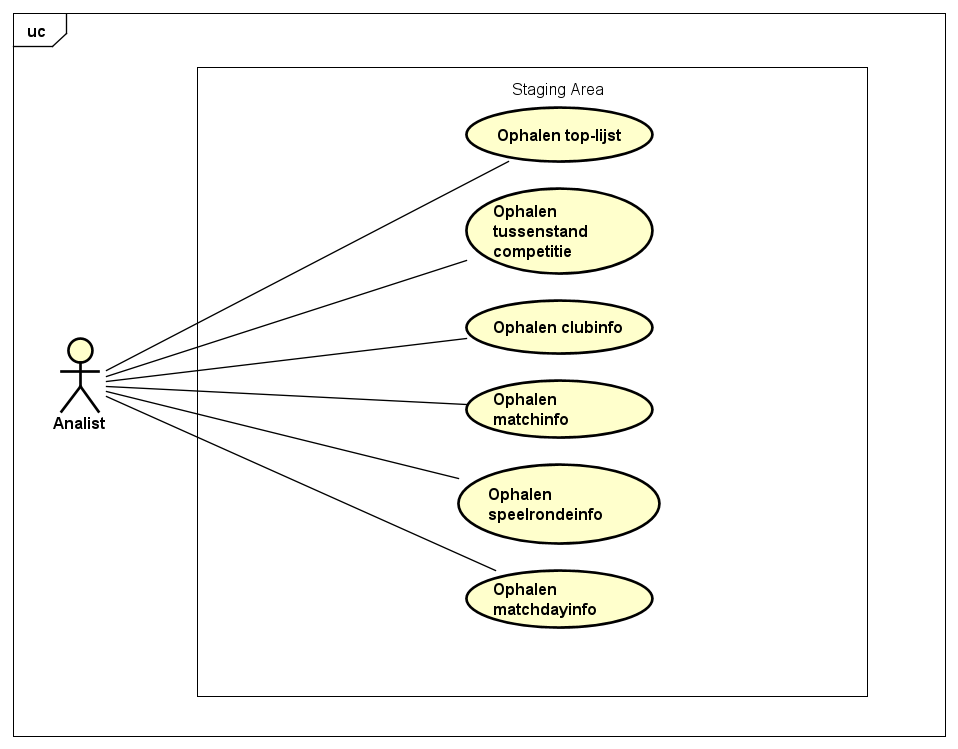 uc
Staging Area
Ophalen top-lijst
Ophalen
tussenstand
competitie
Ophalen clubinfo
Ophalen
matchinfo
Analist
Ophalen
speelrondeinfo
Ophalen
matchdayinfo